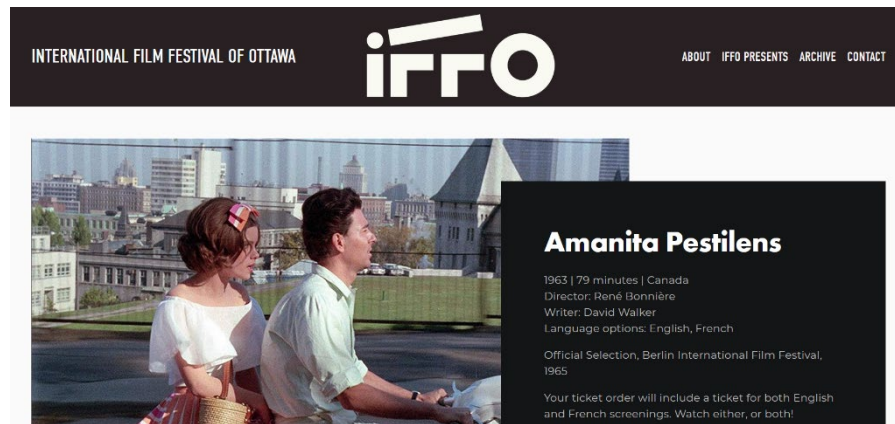 INTERNATIONAL FILM FESTIVAL OF OTTAWA
iFFO
ABOUT IFFO PRESENTS ARCHIVE CONTACT
Amanita Pestilens
1963 | 79 minutes | Canada
Director: René Bonnière
Writer: David Walker
Language options: English, French
Official Selection, Berlin International Film Festival,
1965
Your ticket order will include a ticket for both English
and French screenings. Watch either, or both!